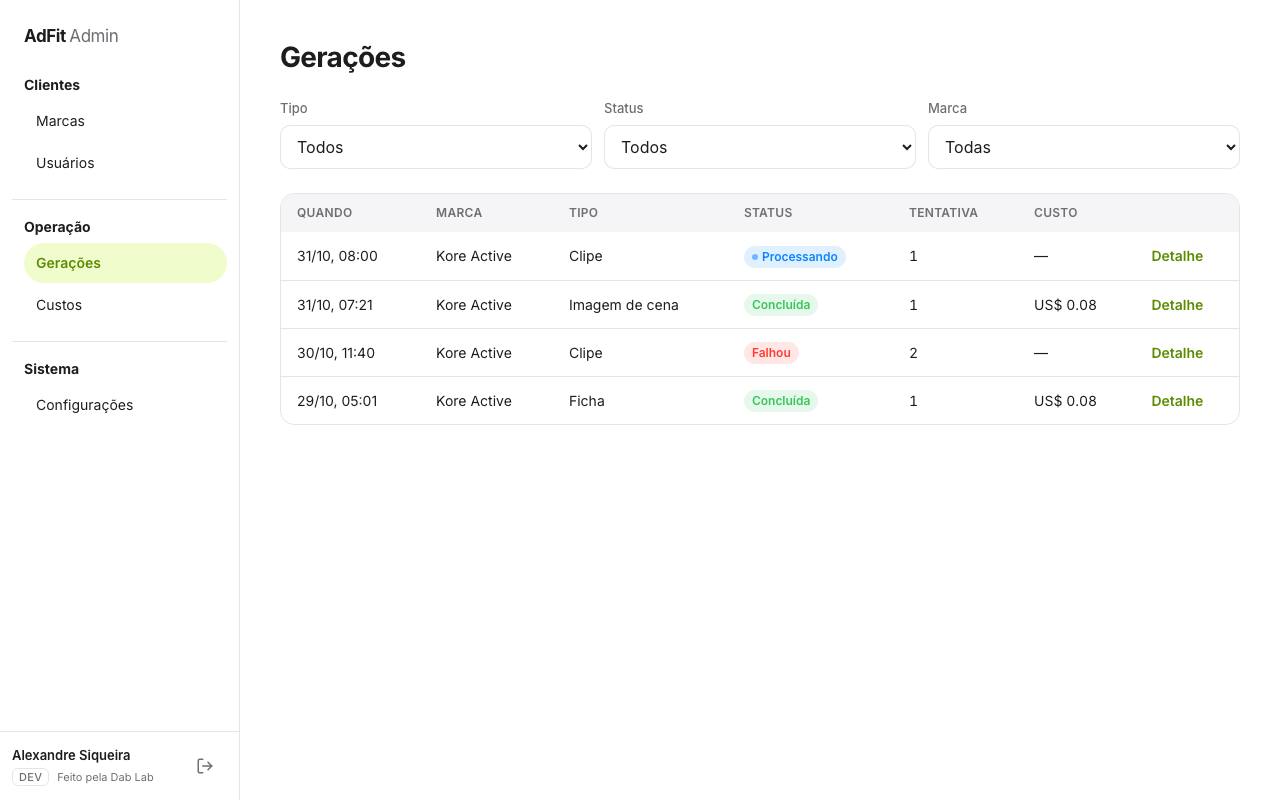 AdFit Admin
Clientes
Marcas
Usuários
Operação
Gerações
Custos
Sistema
Configurações
Alexandre Siqueira
DEV Feito pela Dab Lab
Gerações
Tipo Status Marca
Todos Todos Todas
QUANDO MARCA TIPO STATUS TENTATIVA CUSTO
31/10, 08:00 Kore Active Clipe Processando 1 — Detalhe
31/10, 07:21 Kore Active Imagem de cena Concluída 1 US$ 0.08 Detalhe
30/10, 11:40 Kore Active Clipe Falhou 2 — Detalhe
29/10, 05:01 Kore Active Ficha Concluída 1 US$ 0.08 Detalhe